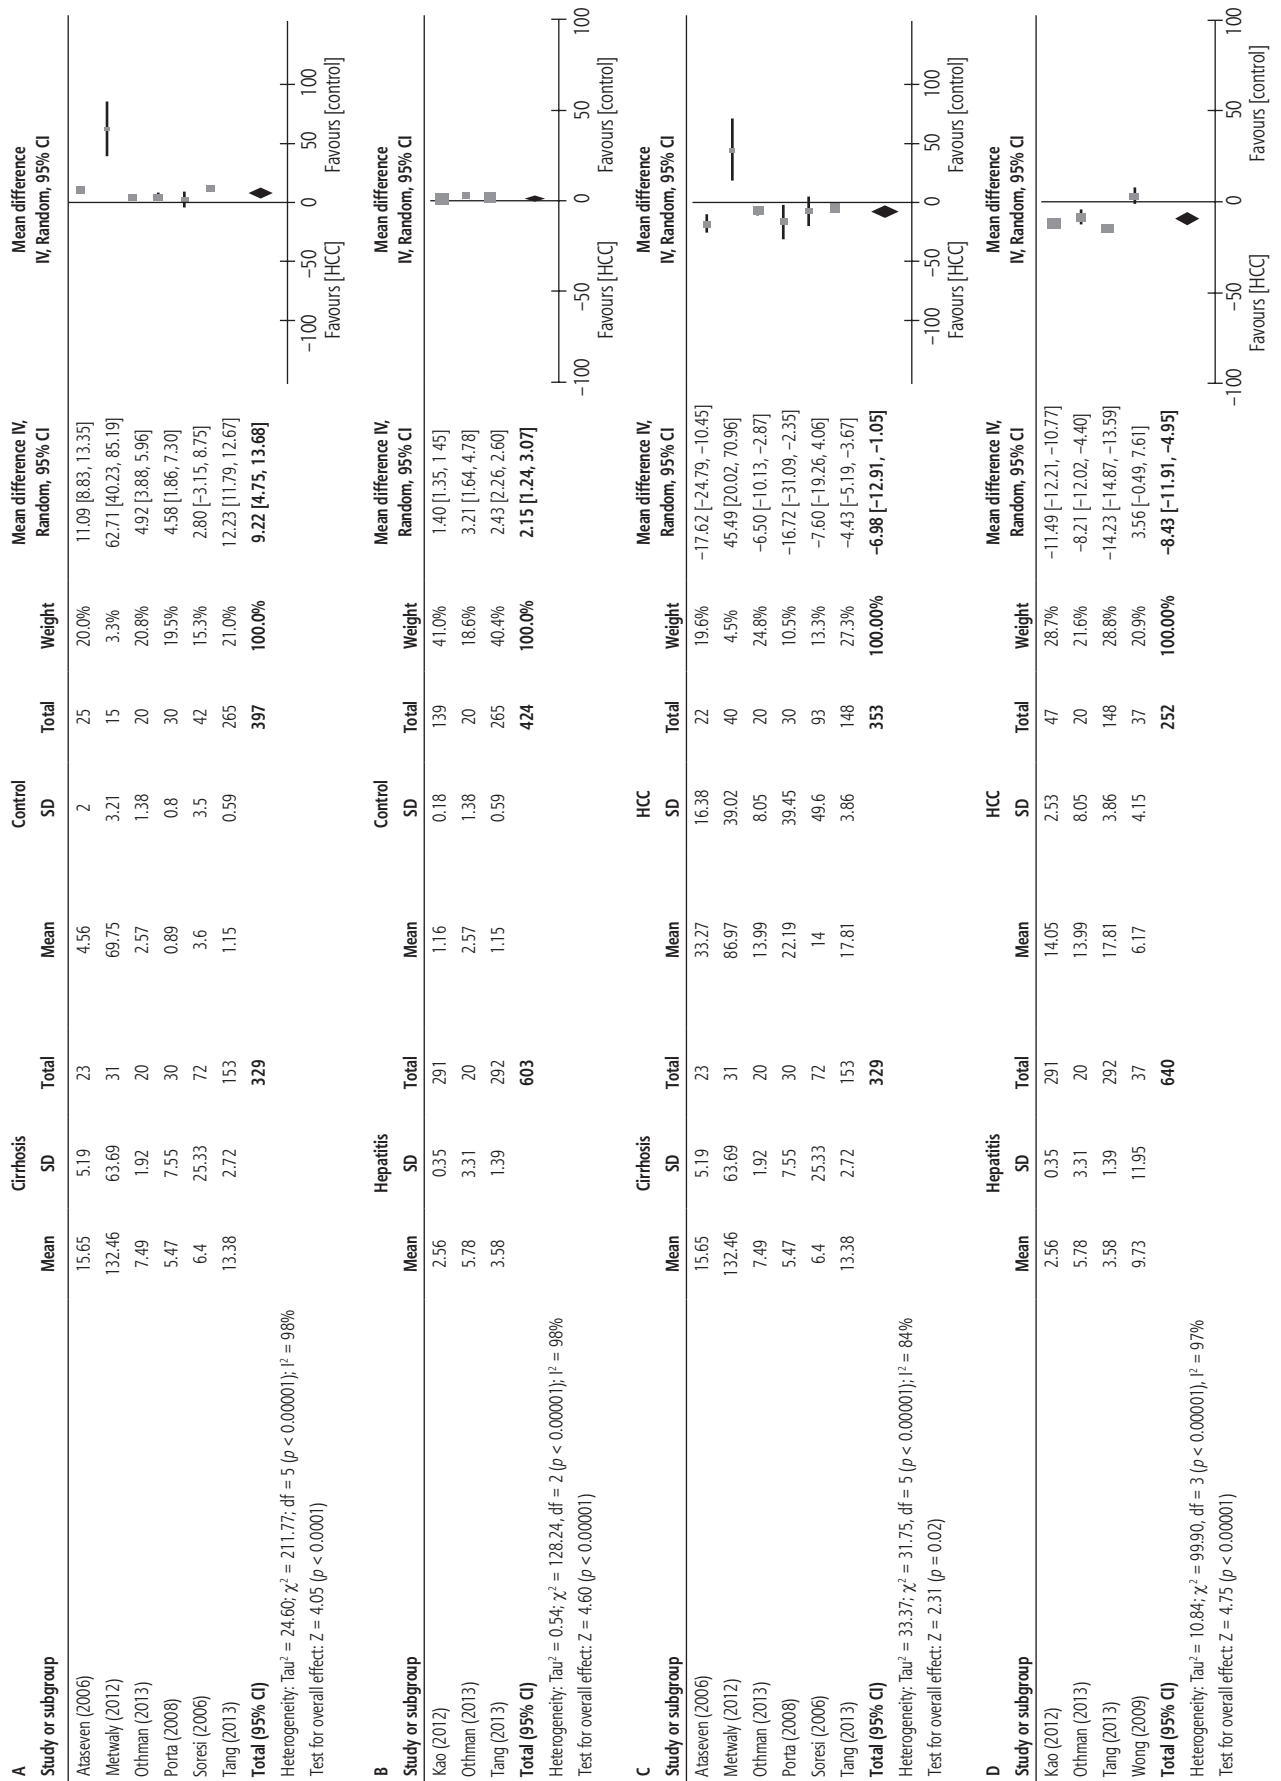 A
Cirrhosis Control Mean difference IV, Mean difference
Study or subgroup Mean SD Total Mean SD Total Weight Random, 95% CI IV, Random, 95% CI
Ataseven (2006) 15.65 5.19 23 4.56 2 25 20.0% 11.09 [8.83, 13.35]
Metwaly (2012) 132.46 63.69 31 69.75 3.21 15 3.3% 62.71 [40.23, 85.19]
Othman (2013) 7.49 1.92 20 2.57 1.38 20 20.8% 4.92 [3.88, 5.96]
Porta (2008) 5.47 7.55 30 0.89 0.8 30 19.5% 4.58 [1.86, 7.30]
Soresi (2006) 6.4 25.33 72 3.6 3.5 42 15.3% 2.80 [−3.15, 8.75]
Tang (2013) 13.38 2.72 153 1.15 0.59 265 21.0% 12.23 [11.79, 12.67]
Total (95% CI) 329 397 100.0% 9.22 [4.75, 13.68]
Heterogeneity: Tau² = 24.60; χ² = 211.77; df = 5 (p < 0.00001); I² = 98%
Test for overall effect: Z = 4.05 (p < 0.0001)
−100 −50 0 50 100
Favours [HCC] Favours [control]
B
Hepatitis Control Mean difference IV, Mean difference
Study or subgroup Mean SD Total Mean SD Total Weight Random, 95% CI IV, Random, 95% CI
Kao (2012) 2.56 0.35 291 1.16 0.18 139 41.0% 1.40 [1.35, 1 45]
Othman (2013) 5.78 3.31 20 2.57 1.38 20 18.6% 3.21 [1.64, 4.78]
Tang (2013) 3.58 1.39 292 1.15 0.59 265 40.4% 2.43 [2.26, 2.60]
Total (95% CI) 603 424 100.0% 2.15 [1.24, 3.07]
Heterogeneity: Tau² = 0.54; χ² = 128.24, df = 2 (p < 0.00001); I² = 98%
Test for overall effect: Z = 4.60 (p < 0.00001)
−100 −50 0 50 100
Favours [HCC] Favours [control]
C
Cirrhosis HCC Mean difference IV, Mean difference
Study or subgroup Mean SD Total Mean SD Total Weight Random, 95% CI IV, Random, 95% CI
Ataseven (2006) 15.65 5.19 23 33.27 16.38 22 19.6% −17.62 [−24.79, −10.45]
Metwaly (2012) 132.46 63.69 31 86.97 39.02 40 4.5% 45.49 [20.02, 70.96]
Othman (2013) 7.49 1.92 20 13.99 8.05 20 24.8% −6.50 [−10.13, −2.87]
Porta (2008) 5.47 7.55 30 22.19 39.45 30 10.5% −16.72 [−31.09, −2.35]
Soresi (2006) 6.4 25.33 72 14 49.6 93 13.3% −7.60 [−19.26, 4.06]
Tang (2013) 13.38 2.72 153 17.81 3.86 148 27.3% −4.43 [−5.19, −3.67]
Total (95% CI) 329 353 100.00% −6.98 [−12.91, −1.05]
Heterogeneity: Tau² = 33.37; χ² = 31.75, df = 5 (p < 0.00001); I² = 84%
Test for overall effect: Z = 2.31 (p = 0.02)
−100 −50 0 50 100
Favours [HCC] Favours [control]
D
Hepatitis HCC Mean difference IV, Mean difference
Study or subgroup Mean SD Total Mean SD Total Weight Random, 95% CI IV, Random, 95% CI
Kao (2012) 2.56 0.35 291 14.05 2.53 47 28.7% −11.49 [−12.21, −10.77]
Othman (2013) 5.78 3.31 20 13.99 8.05 20 21.6% −8.21 [−12.02, −4.40]
Tang (2013) 3.58 1.39 292 17.81 3.86 148 28.8% −14.23 [−14.87, −13.59]
Wong (2009) 9.73 11.95 37 6.17 4.15 37 20.9% 3.56 [−0.49, 7.61]
Total (95% CI) 640 252 100.00% −8.43 [−11.91, −4.95]
Heterogeneity: Tau² = 10.84; χ² = 99.90, df = 3 (p < 0.00001), I² = 97%
Test for overall effect: Z = 4.75 (p < 0.00001)
−100 −50 0 50 100
Favours [HCC] Favours [control]